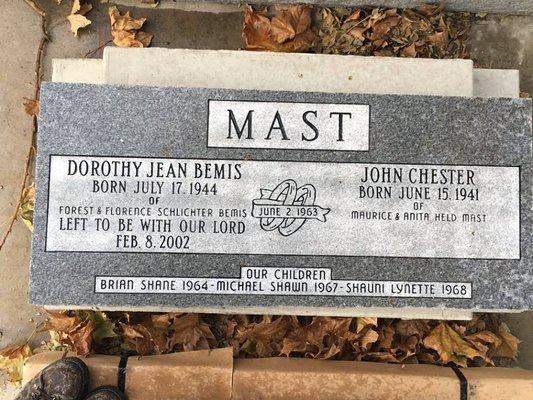 MAST
DOROTHY JEAN BEMIS
BORN JULY 17, 1944
OF
FOREST & FLORENCE SCHLICHTER BEMIS
LEFT TO BE WITH OUR LORD
FEB. 8, 2002
JUNE 2, 1963
JOHN CHESTER
BORN JUNE 15, 1941
OF
MAURICE & ANITA HELD MAST
OUR CHILDREN
BRIAN SHANE 1964 - MICHAEL SHAWN 1967 - SHAUNI LYNETTE 1968